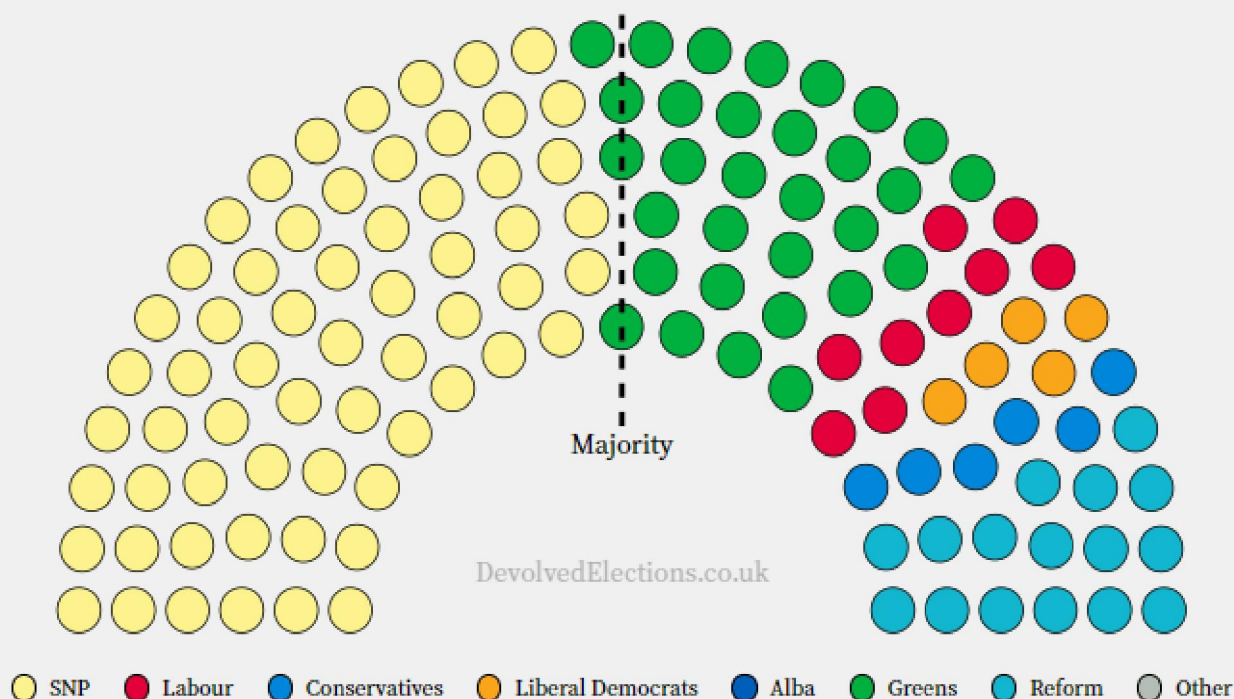 Majority
DevolvedElections.co.uk
SNP Labour Conservatives Liberal Democrats Alba Greens Reform Other